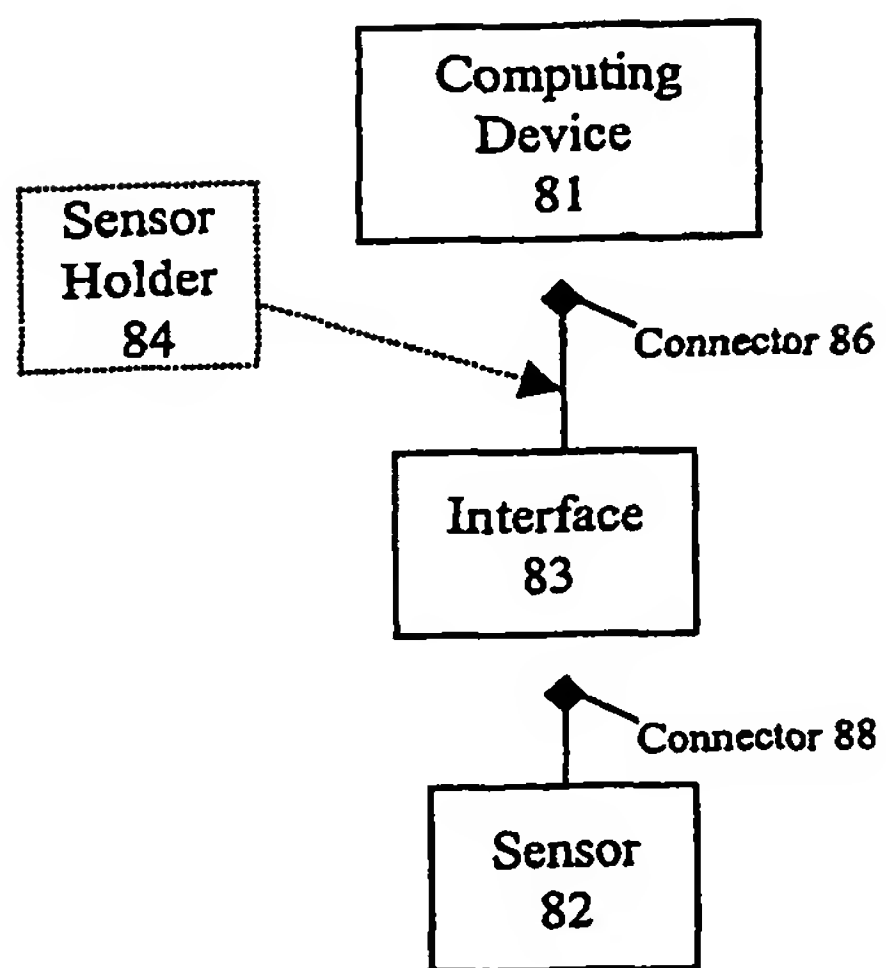 Computing
Device
81
Sensor
Holder
84
Connector 86
Interface
83
Connector 88
Sensor
82